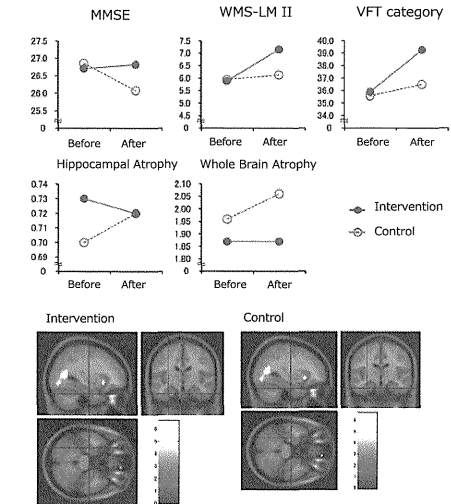 MMSE
27.5
27.0
26.5
26.0
25.5
0
Before After
WMS-LM II
7.5
7.0
6.5
6.0
5.5
5.0
4.5
0
Before After
VFT category
40.0
39.0
38.0
37.0
36.0
35.0
34.0
0
Before After
Hippocampal Atrophy
0.74
0.73
0.72
0.71
0.70
0.69
0
Before After
Whole Brain Atrophy
2.10
2.05
2.00
1.95
1.90
1.85
1.80
0
Before After
Intervention
Control
Intervention
Control